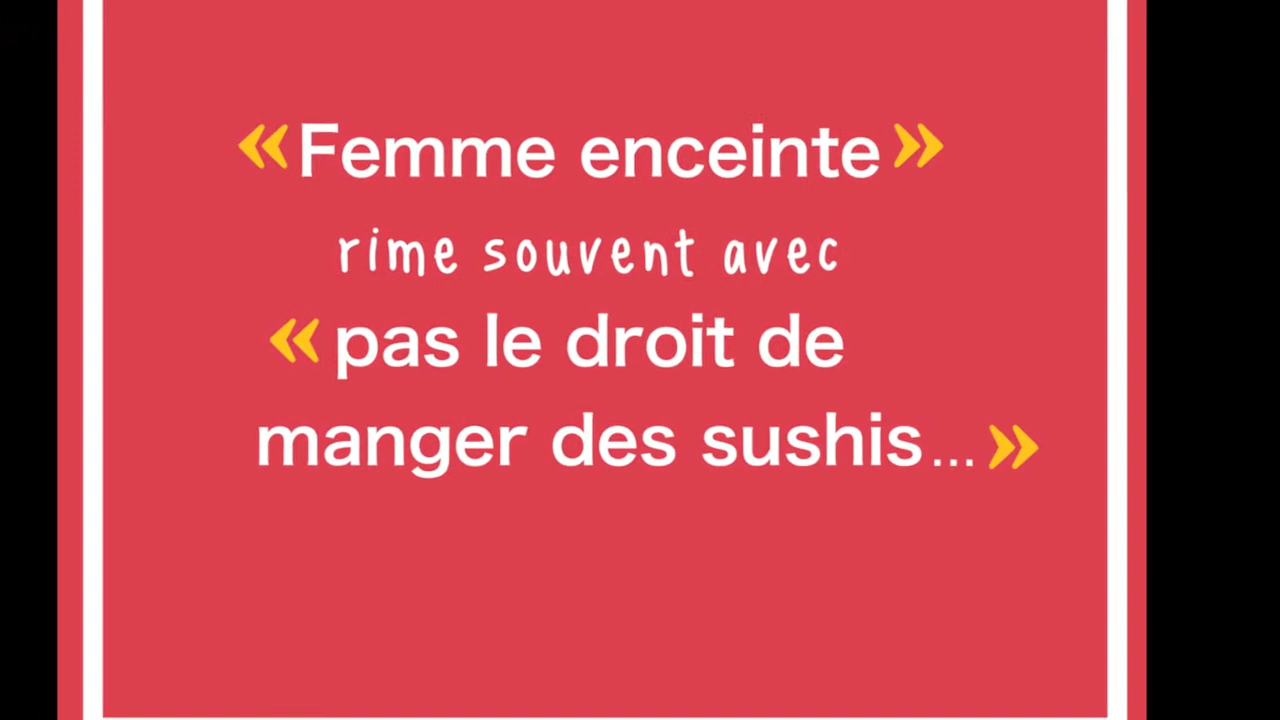 «Femme enceinte»
rime souvent avec
«pas le droit de
manger des sushis...»